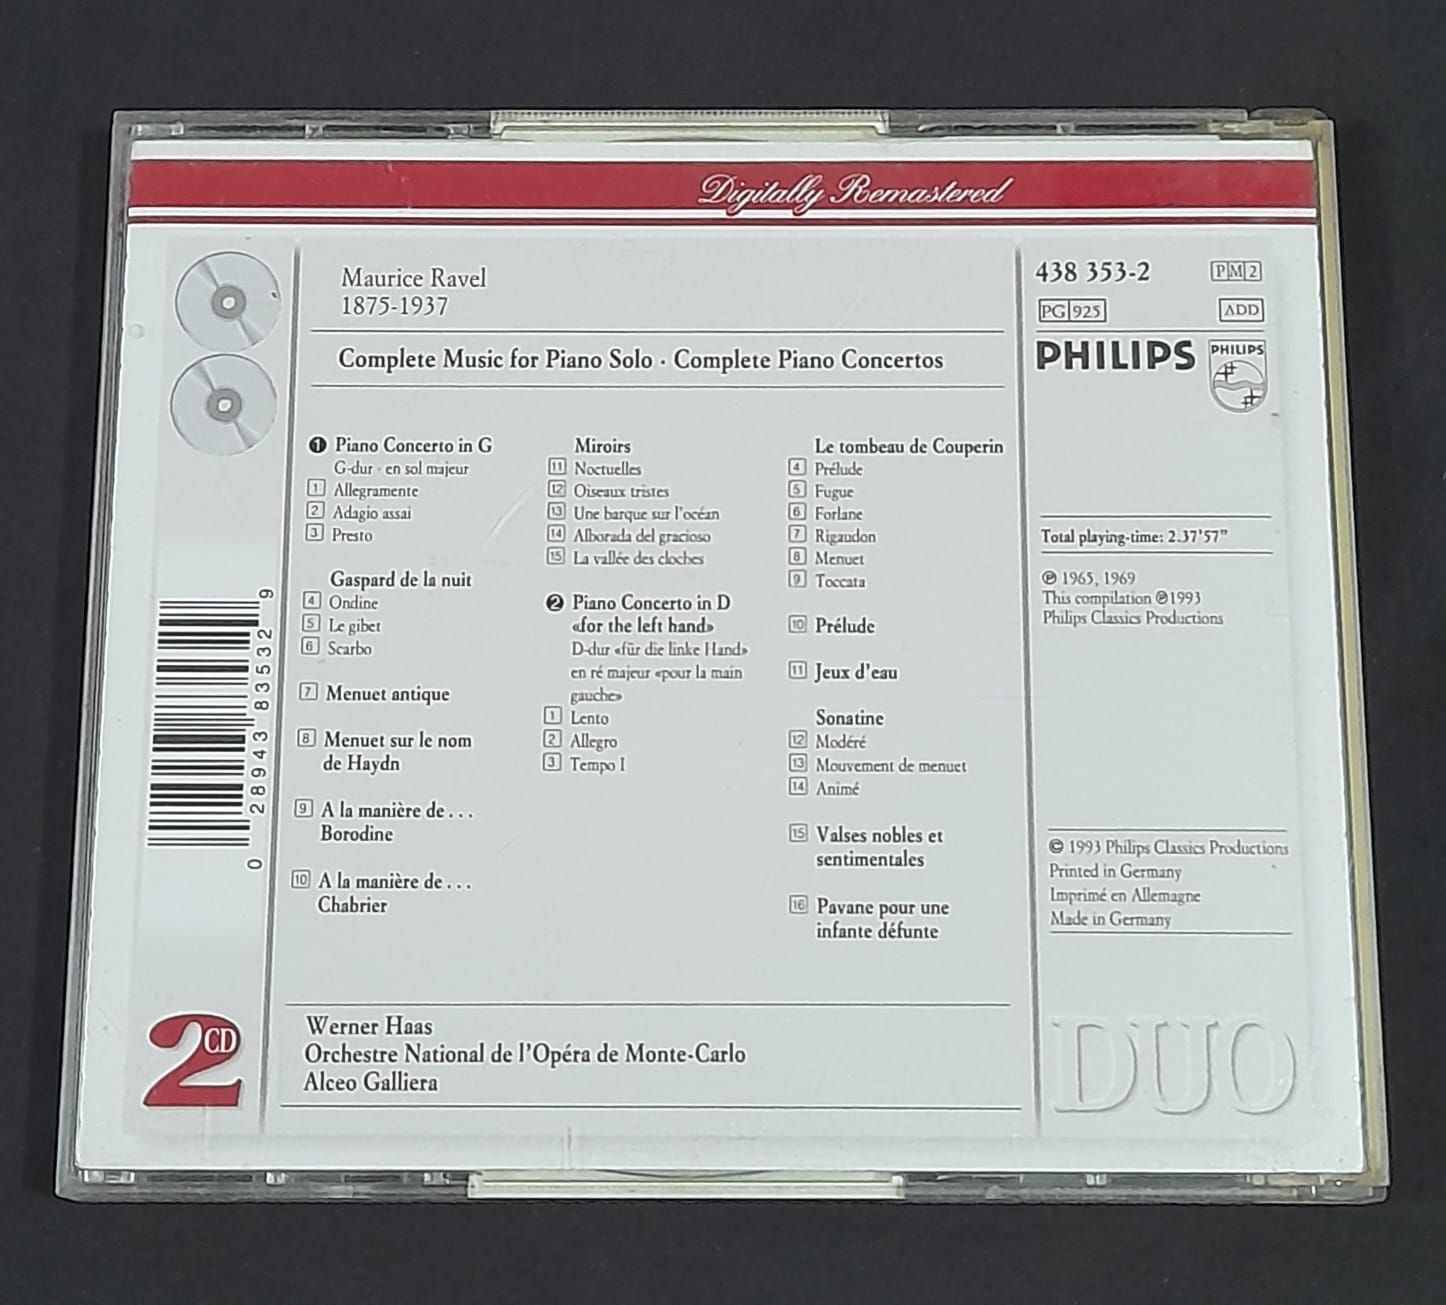 Digitally Remastered
Maurice Ravel
1875-1937
Complete Music for Piano Solo · Complete Piano Concertos
1 Piano Concerto in G
G-dur · en sol majeur
1 Allegramente
2 Adagio assai
3 Presto
Gaspard de la nuit
4 Ondine
5 Le gibet
6 Scarbo
7 Menuet antique
8 Menuet sur le nom
de Haydn
9 A la manière de . . .
Borodine
10 A la manière de . . .
Chabrier
Miroirs
11 Noctuelles
12 Oiseaux tristes
13 Une barque sur l'océan
14 Alborada del gracioso
15 La vallée des cloches
2 Piano Concerto in D
«for the left hand»
D-dur «für die linke Hand»
en ré majeur «pour la main
gauche»
1 Lento
2 Allegro
3 Tempo I
Le tombeau de Couperin
4 Prélude
5 Fugue
6 Forlane
7 Rigaudon
8 Menuet
9 Toccata
10 Prélude
11 Jeux d'eau
Sonatine
12 Modéré
13 Mouvement de menuet
14 Animé
15 Valses nobles et
sentimentales
16 Pavane pour une
infante défunte
Werner Haas
Orchestre National de l'Opéra de Monte-Carlo
Alceo Galliera
438 353-2
PM2
PG 925
ADD
PHILIPS
PHILIPS
Total playing-time: 2.37'57"
℗ 1965, 1969
This compilation ℗1993
Philips Classics Productions
© 1993 Philips Classics Productions
Printed in Germany
Imprimé en Allemagne
Made in Germany
DUO
0 28943 83532 9
2 CD